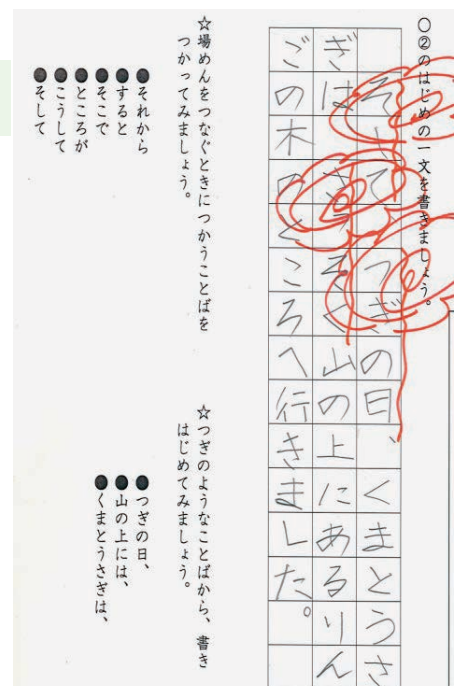 ○②のはじめの一文を書きましょう。
そして、つぎの日、くまとうさ
ぎは、さっそく山の上にあるりん
ごの木のところへ行きました。
☆場めんをつなぐときにつかうことばを
つかってみましょう。
●それから
●すると
●そこで
●ところが
●こうして
●そして
☆つぎのようなことばから、書き
はじめてみましょう。
●つぎの日、
●山の上には、
●くまとうさぎは、